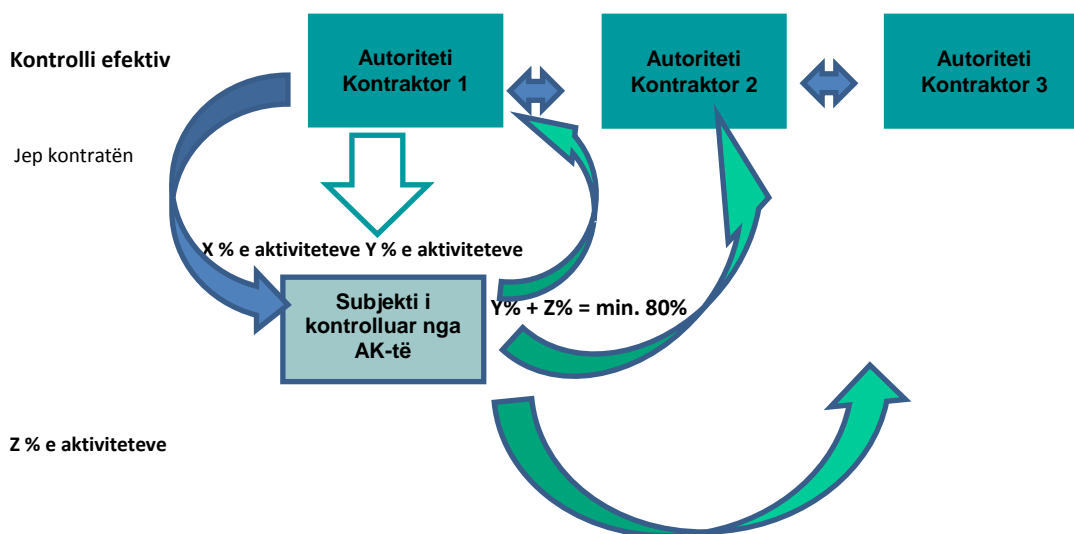 Kontrolli efektiv
Autoriteti
Kontraktor 1
Autoriteti
Kontraktor 2
Autoriteti
Kontraktor 3
Jep kontratën
X % e aktiviteteve Y % e aktiviteteve
Subjekti i
kontrolluar nga
AK-të
Y% + Z% = min. 80%
Z % e aktiviteteve